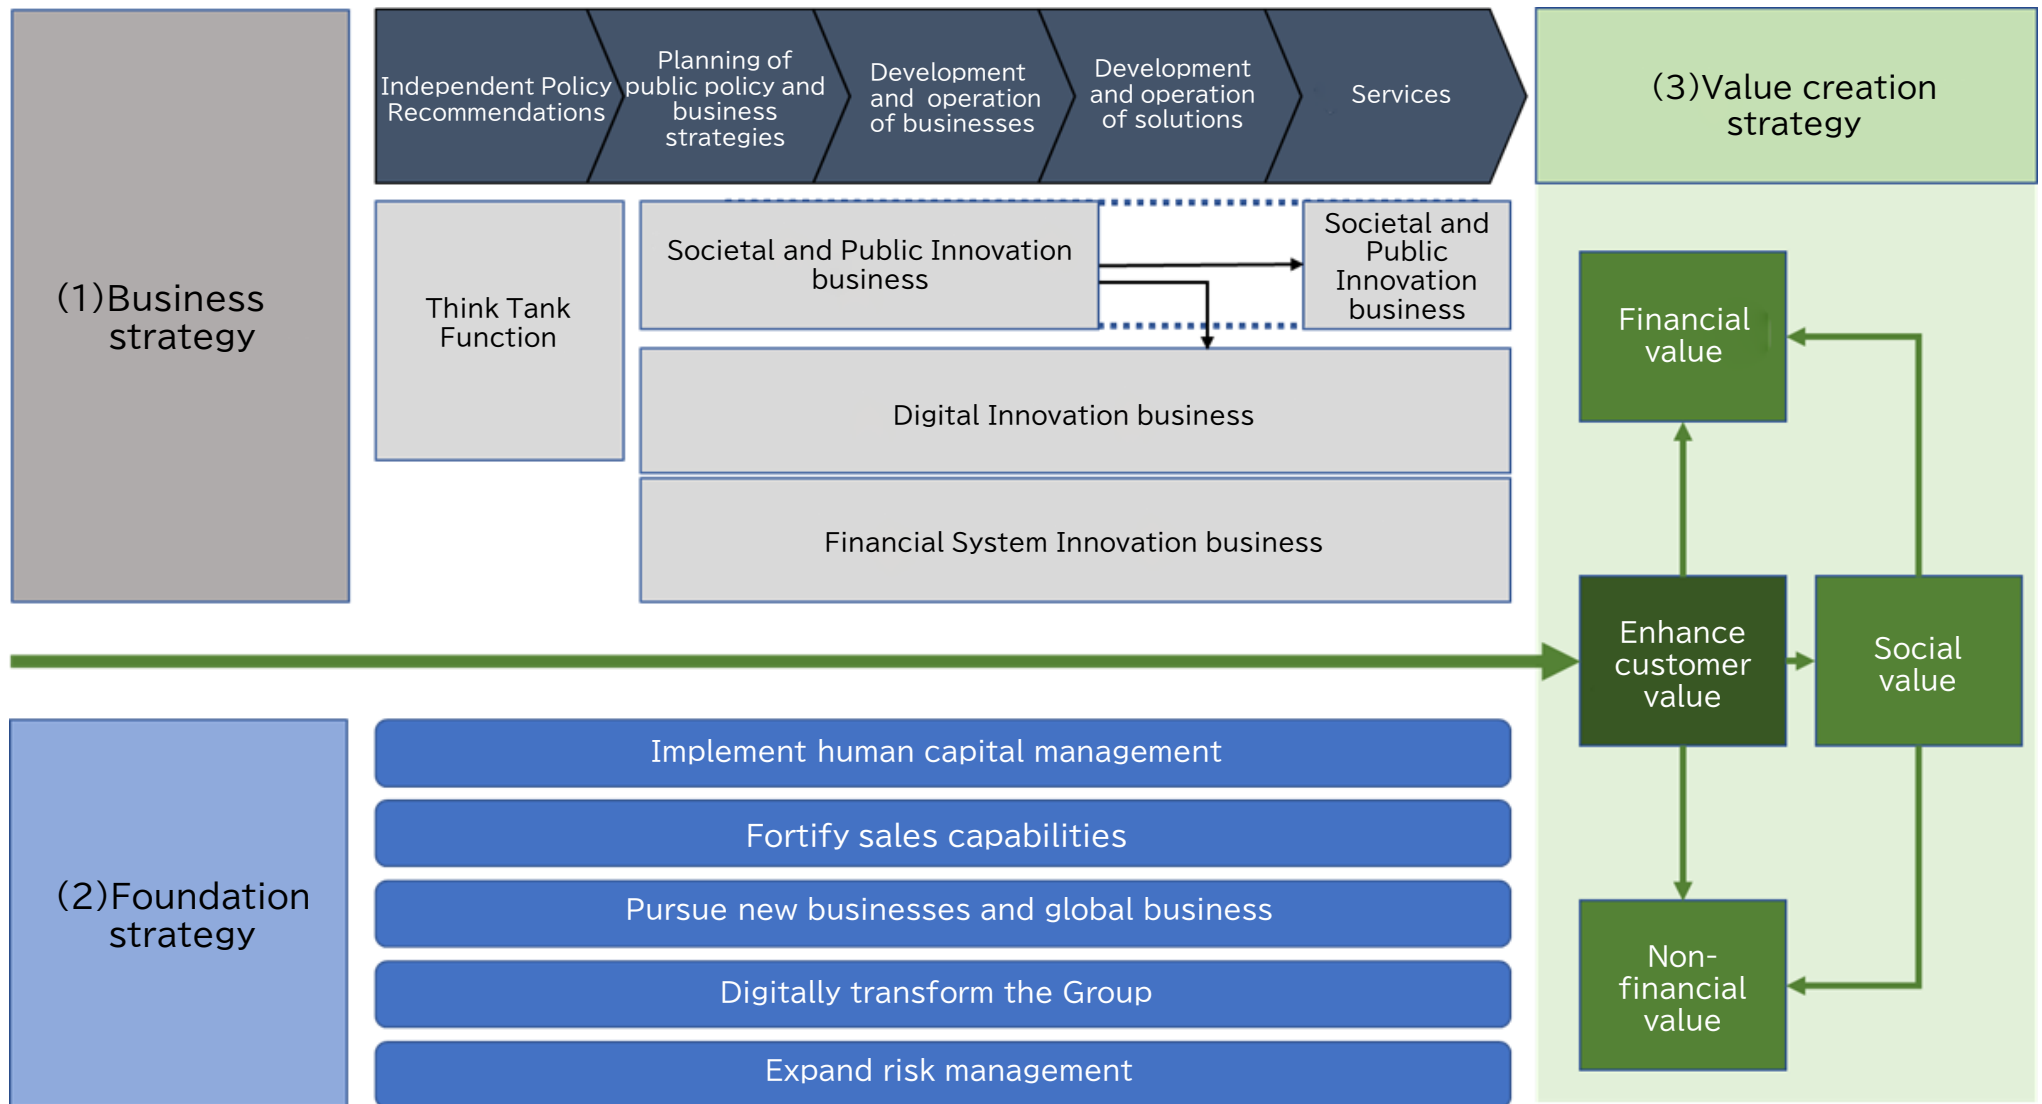 (1)Business
strategy
Independent Policy
Recommendations
Planning of
public policy and
business
strategies
Development
and operation
of businesses
Development
and operation
of solutions
Services
(3)Value creation
strategy
Think Tank
Function
Societal and Public Innovation
business
Societal and
Public
Innovation
business
Digital Innovation business
Financial System Innovation business
Financial
value
Enhance
customer
value
Social
value
Non-
financial
value
(2)Foundation
strategy
Implement human capital management
Fortify sales capabilities
Pursue new businesses and global business
Digitally transform the Group
Expand risk management